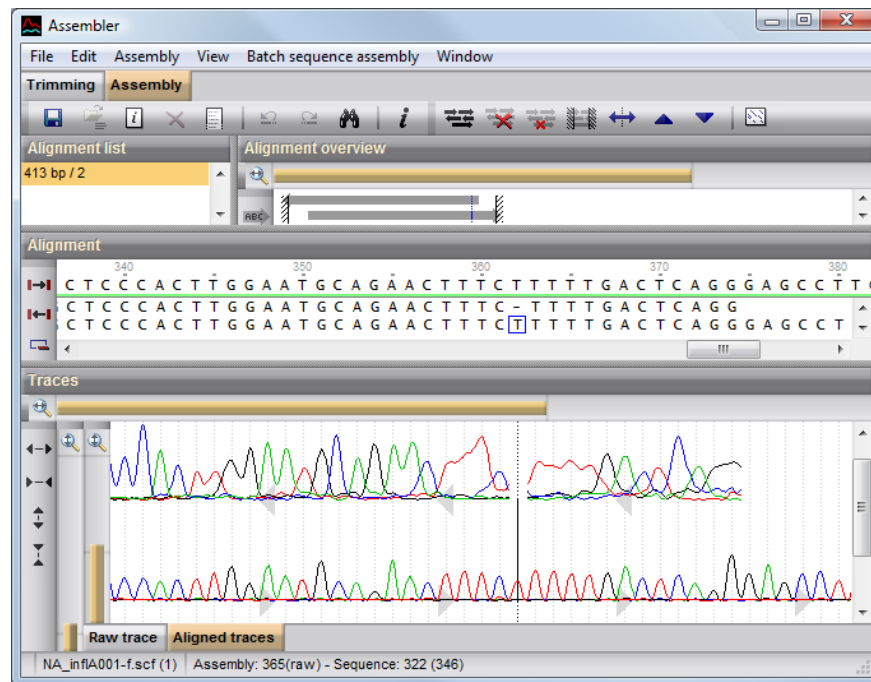 Assembler
File Edit Assembly View Batch sequence assembly Window
Trimming Assembly
Alignment list Alignment overview
413 bp / 2
ABC
Alignment
340 350 360 370 380
C T C C C A C T T G G A A T G C A G A A C T T T C T T T T T G A C T C A G G G A G C C T T
C T C C C A C T T G G A A T G C A G A A C T T T C - T T T T G A C T C A G G
C T C C C A C T T G G A A T G C A G A A C T T T C T T T T T G A C T C A G G G A G C C T
Traces
Raw trace Aligned traces
NA_inflA001-f.scf (1) Assembly: 365(raw) - Sequence: 322 (346)